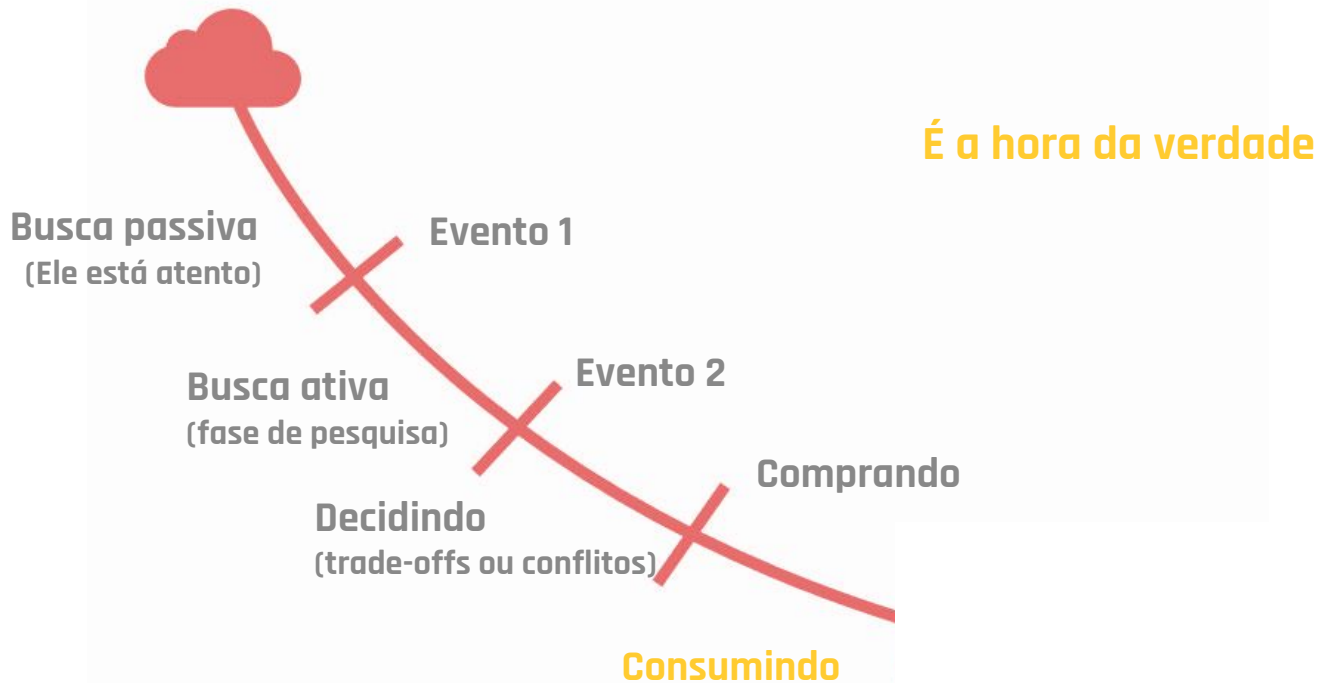 É a hora da verdade
Busca passiva
(Ele está atento)
Evento 1
Busca ativa
(fase de pesquisa)
Evento 2
Decidindo
(trade-offs ou conflitos)
Comprando
Consumindo